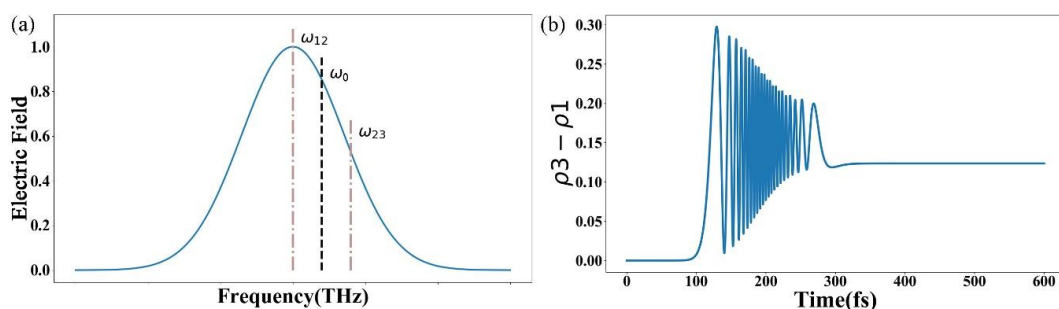 (a)
1.0
0.8
0.6
0.4
0.2
0.0
Electric Field
ω12
ω0
ω23
Frequency(THz)
(b)
0.30
0.25
0.20
0.15
0.10
0.05
0.00
ρ3 − ρ1
0 100 200 300 400 500 600
Time(fs)